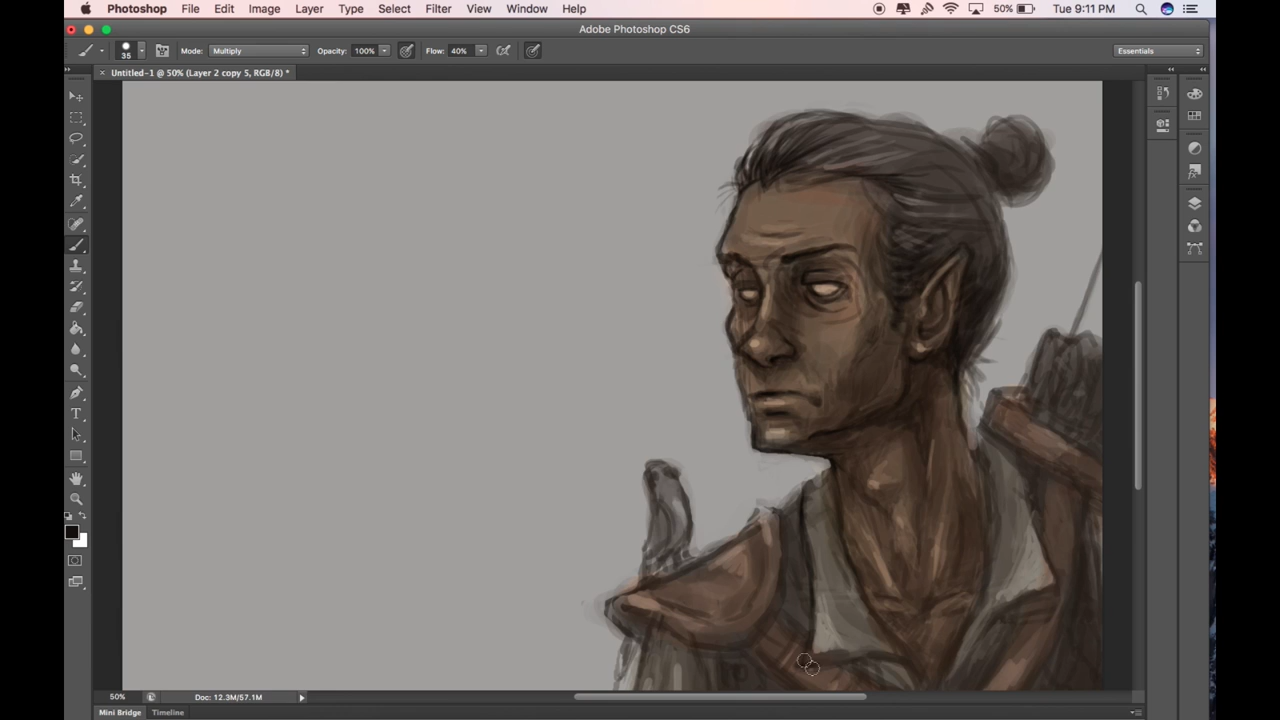 Photoshop File Edit Image Layer Type Select Filter View Window Help 50% Tue 9:11 PM
Adobe Photoshop CS6
35 Mode: Multiply Opacity: 100% Flow: 40% Essentials
× Untitled-1 @ 50% (Layer 2 copy 5, RGB/8) *
50% Doc: 12.3M/57.1M
Mini Bridge Timeline